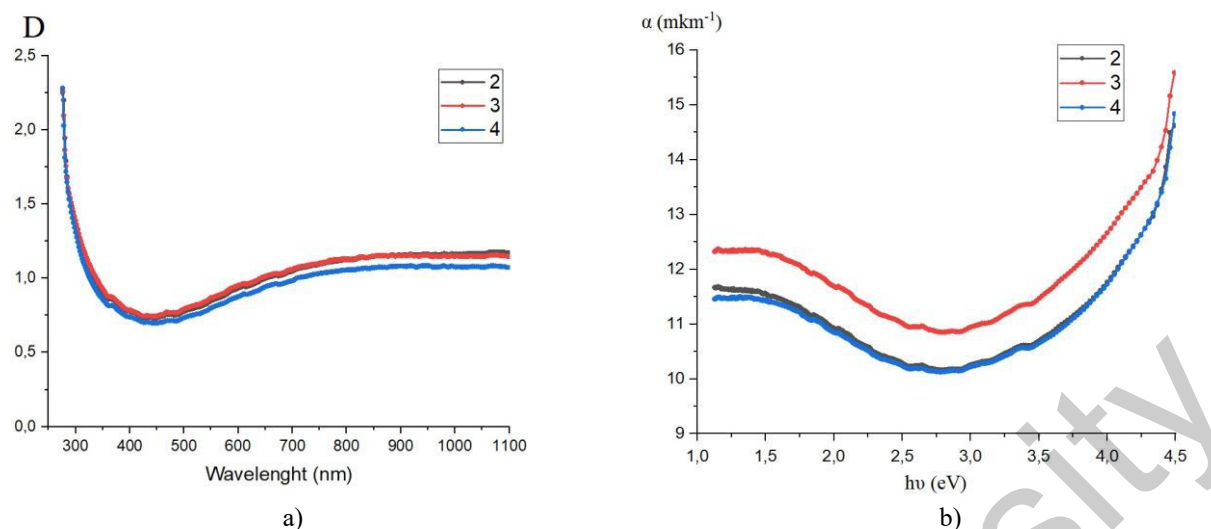 D
2,5
2,0
1,5
1,0
0,5
0,0
2
3
4
300 400 500 600 700 800 900 1000 1100
Wavelenght (nm)
a)
α (mkm-1)
16
15
14
13
12
11
10
9
2
3
4
1,0 1,5 2,0 2,5 3,0 3,5 4,0 4,5
hυ (eV)
b)
sity